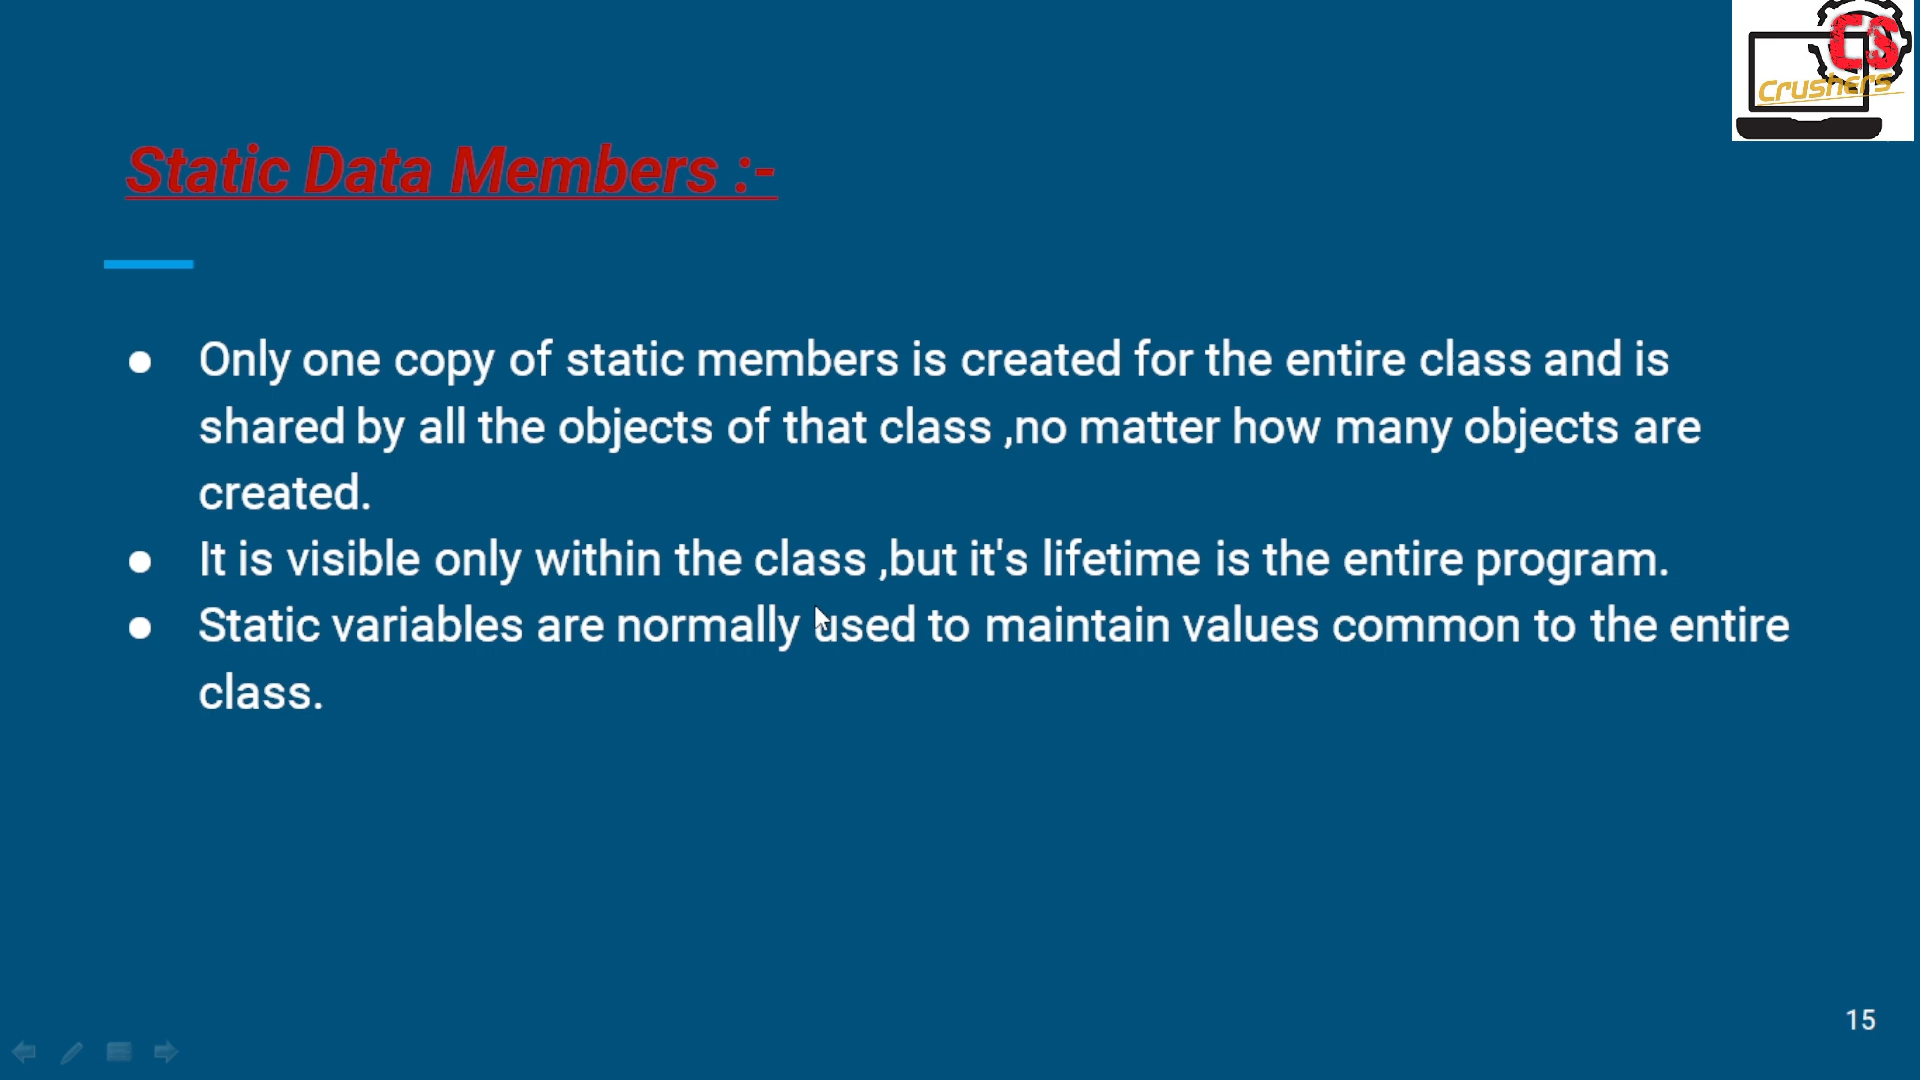 CS
Crushers
Static Data Members :-
● Only one copy of static members is created for the entire class and is
shared by all the objects of that class ,no matter how many objects are
created.
● It is visible only within the class ,but it's lifetime is the entire program.
● Static variables are normally used to maintain values common to the entire
class.
15